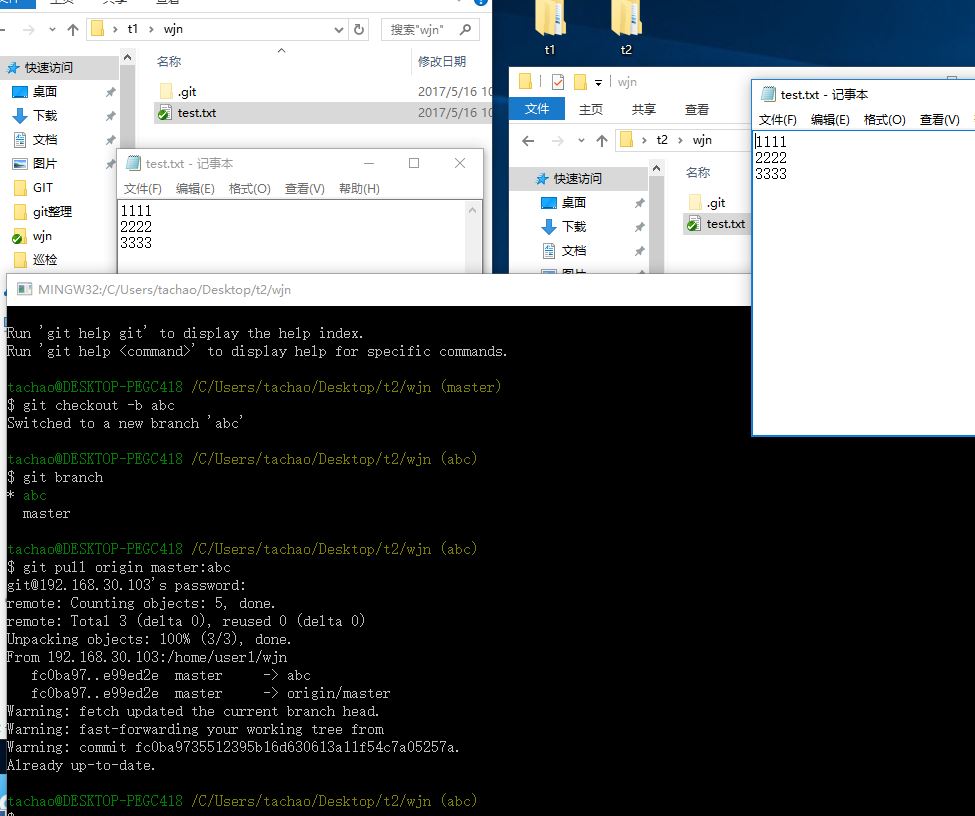 主页
共享
查看
t1 › wjn
搜索"wjn"
快速访问
桌面
下载
文档
图片
GIT
git整理
wjn
巡检
名称
修改日期
.git
2017/5/16 10
test.txt
2017/5/16 10
test.txt - 记事本
文件(F) 编辑(E) 格式(O) 查看(V) 帮助(H)
1111
2222
3333
t1
t2
wjn
文件 主页 共享 查看
t2 › wjn
快速访问
桌面
下载
文档
图片
名称
.git
test.txt
test.txt - 记事本
文件(F) 编辑(E) 格式(O) 查看(V)
1111
2222
3333
MINGW32:/C/Users/tachao/Desktop/t2/wjn
Run 'git help git' to display the help index.
Run 'git help <command>' to display help for specific commands.
tachao@DESKTOP-PEGC418 /C/Users/tachao/Desktop/t2/wjn (master)
$ git checkout -b abc
Switched to a new branch 'abc'
tachao@DESKTOP-PEGC418 /C/Users/tachao/Desktop/t2/wjn (abc)
$ git branch
* abc
master
tachao@DESKTOP-PEGC418 /C/Users/tachao/Desktop/t2/wjn (abc)
$ git pull origin master:abc
git@192.168.30.103's password:
remote: Counting objects: 5, done.
remote: Total 3 (delta 0), reused 0 (delta 0)
Unpacking objects: 100% (3/3), done.
From 192.168.30.103:/home/user1/wjn
fc0ba97..e99ed2e master -> abc
fc0ba97..e99ed2e master -> origin/master
Warning: fetch updated the current branch head.
Warning: fast-forwarding your working tree from
Warning: commit fc0ba9735512395b16d630613a11f54c7a05257a.
Already up-to-date.
tachao@DESKTOP-PEGC418 /C/Users/tachao/Desktop/t2/wjn (abc)
$